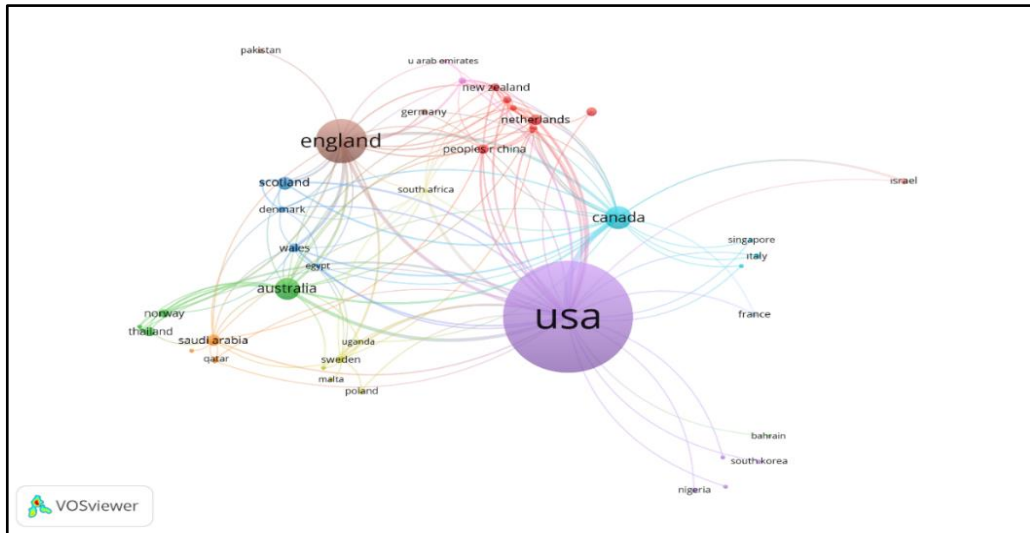 pakistan
u arab emirates
new zealand
germany
netherlands
england
peoples r china
scotland
south africa
israel
denmark
canada
singapore
wales
italy
egypt
australia
usa
norway
france
thailand
saudi arabia
uganda
qatar
sweden
malta
poland
bahrain
south korea
nigeria
VOSviewer